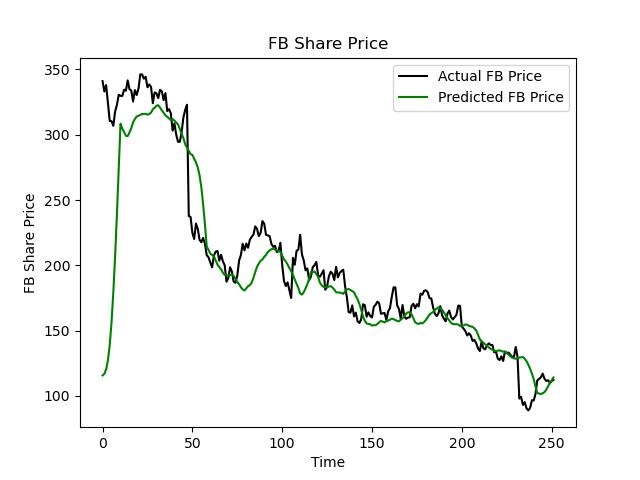 FB Share Price
Actual FB Price
Predicted FB Price
350
300
250
200
150
100
FB Share Price
0 50 100 150 200 250
Time